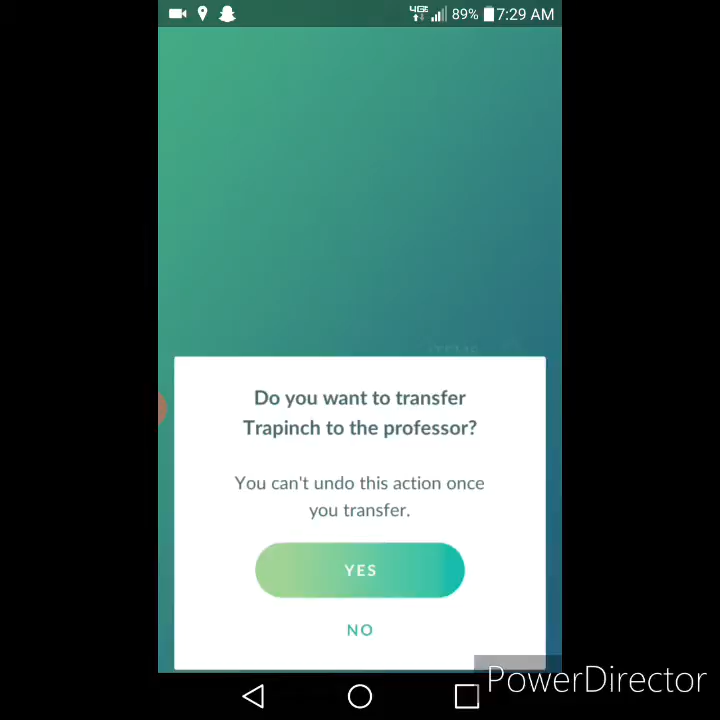 4GE 89% 7:29 AM
Do you want to transfer
Trapinch to the professor?
You can't undo this action once
you transfer.
YES
NO
PowerDirector